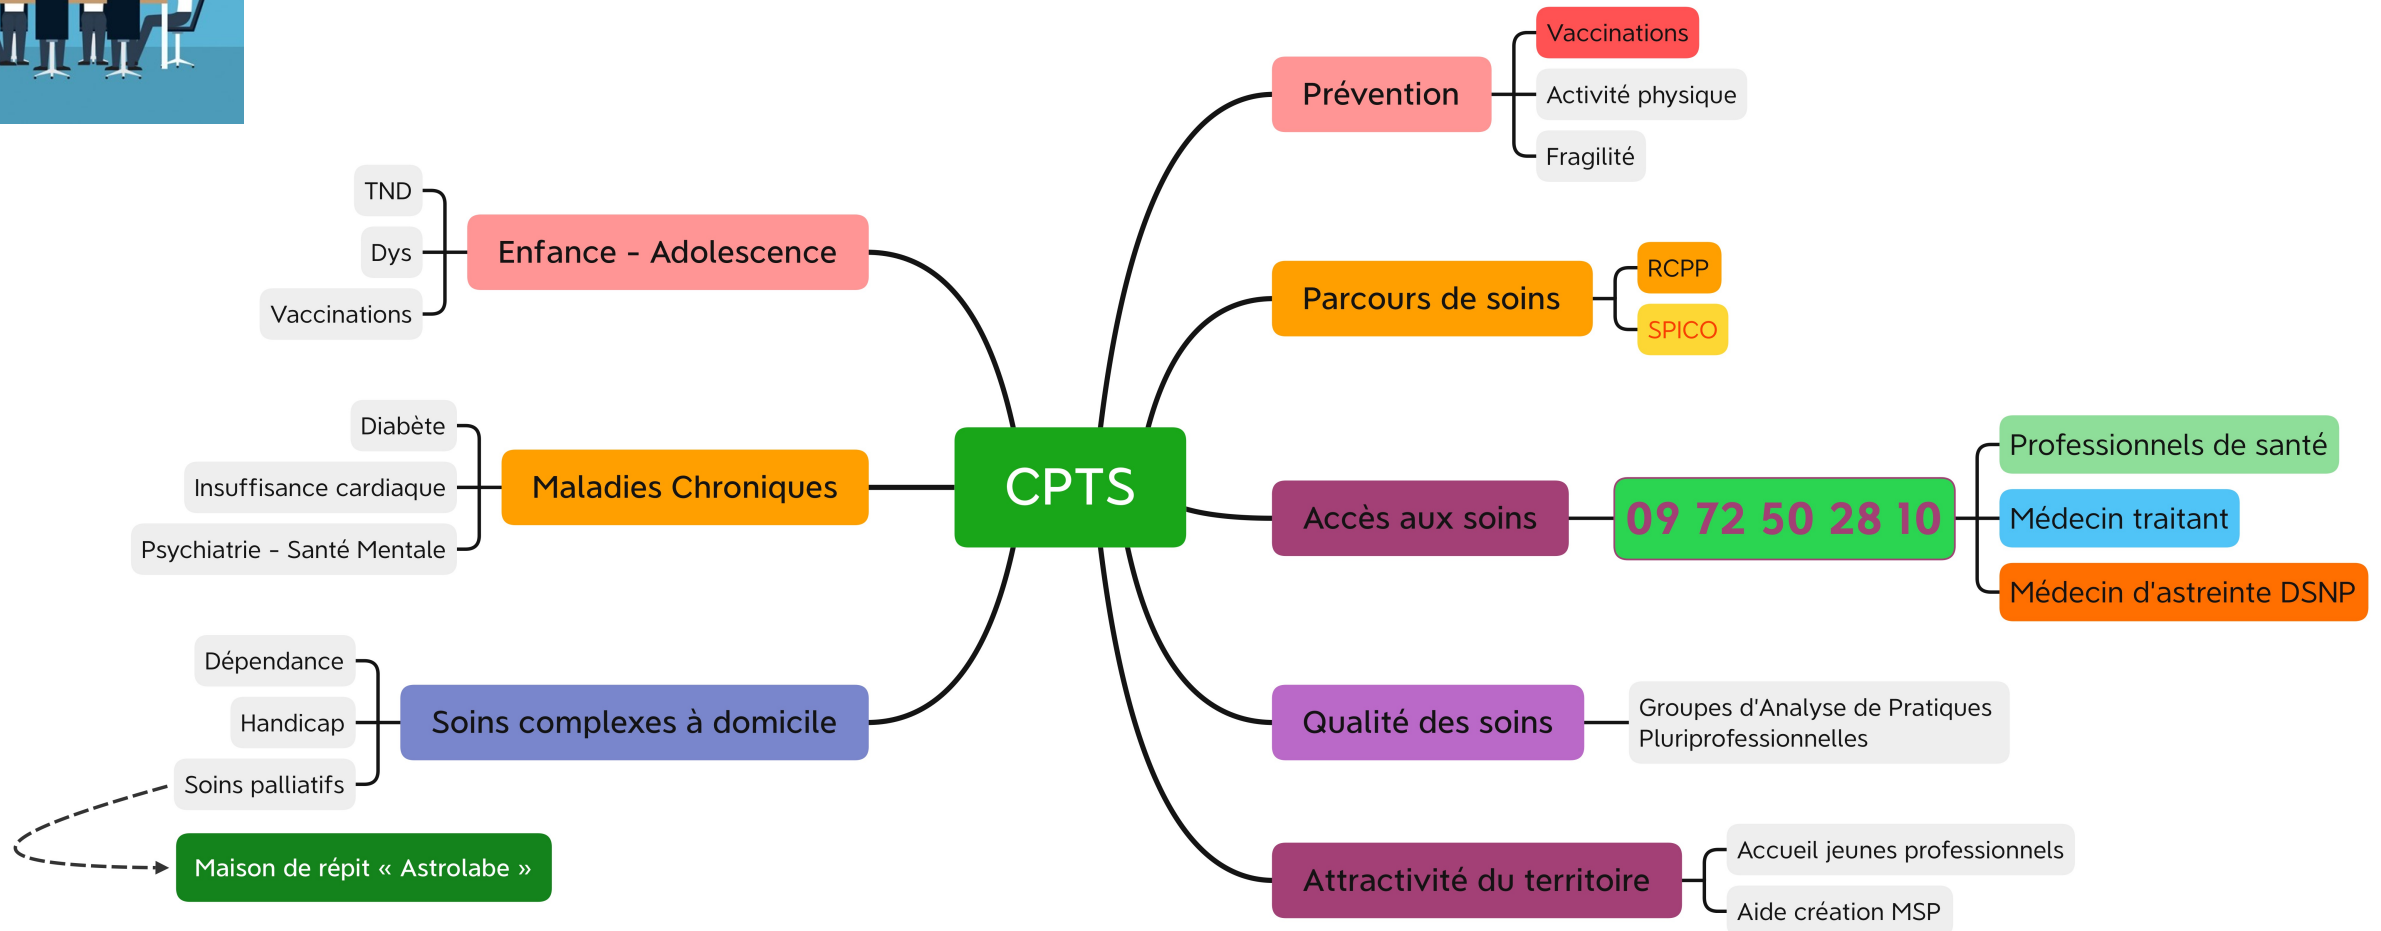 CPTS
Prévention
Vaccinations
Activité physique
Fragilité
Parcours de soins
RCPP
SPICO
Accès aux soins
09 72 50 28 10
Professionnels de santé
Médecin traitant
Médecin d'astreinte DSNP
Qualité des soins
Groupes d'Analyse de Pratiques
Pluriprofessionnelles
Attractivité du territoire
Accueil jeunes professionnels
Aide création MSP
Enfance - Adolescence
TND
Dys
Vaccinations
Maladies Chroniques
Diabète
Insuffisance cardiaque
Psychiatrie - Santé Mentale
Soins complexes à domicile
Dépendance
Handicap
Soins palliatifs
Maison de répit « Astrolabe »